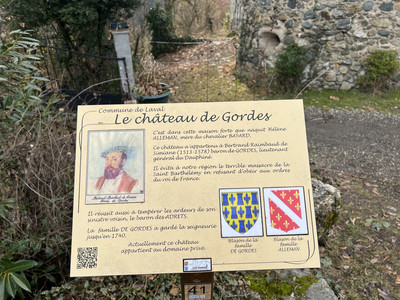 Commune de Laval
Le château de Gordes
C'est dans cette maison forte que naquit Hélène
ALLEMAN, mère du chevalier BAYARD.
Ce château a appartenu à Bertrand Raimbaud de
Simiane (1513-1578) baron de GORDES, lieutenant
général du Dauphiné.
Il évita à notre région le terrible massacre de la
Saint Barthélémy en refusant d'obéir aux ordres
du roi de France.
Il réussit aussi à tempérer les ardeurs de son
sinistre voisin, le baron des ADRETS.
La famille DE GORDES a gardé la seigneurie
jusqu'en 1740.
Actuellement ce château
appartient au domaine privé.
Blason de la
famille
DE GORDES
Blason de la
famille
ALLEMAN
41